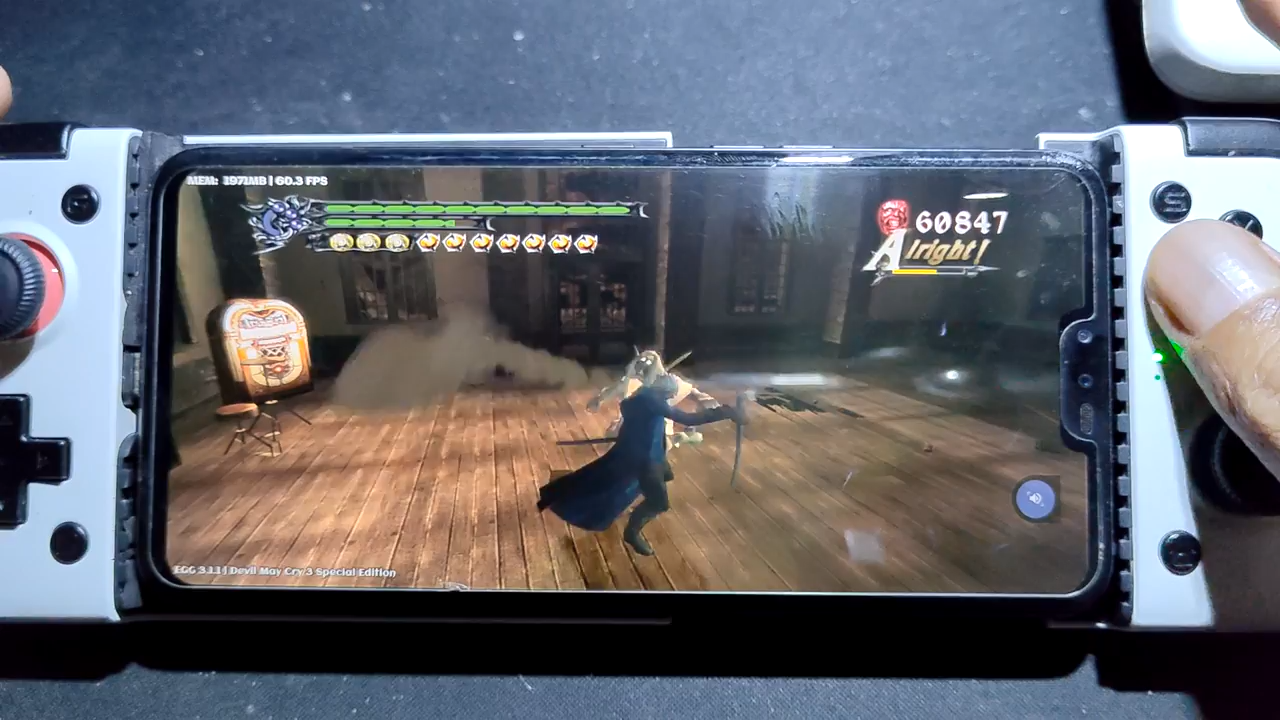 MEM: 1971MB | 60.3 FPS
60847
Alright!
EGG 3.1.1 | Devil May Cry 3 Special Edition
S